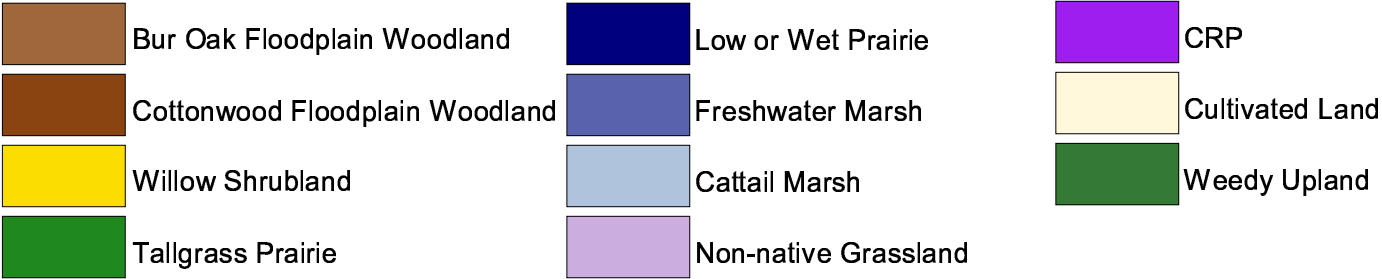 Bur Oak Floodplain Woodland
Cottonwood Floodplain Woodland
Willow Shrubland
Tallgrass Prairie
Low or Wet Prairie
Freshwater Marsh
Cattail Marsh
Non-native Grassland
CRP
Cultivated Land
Weedy Upland